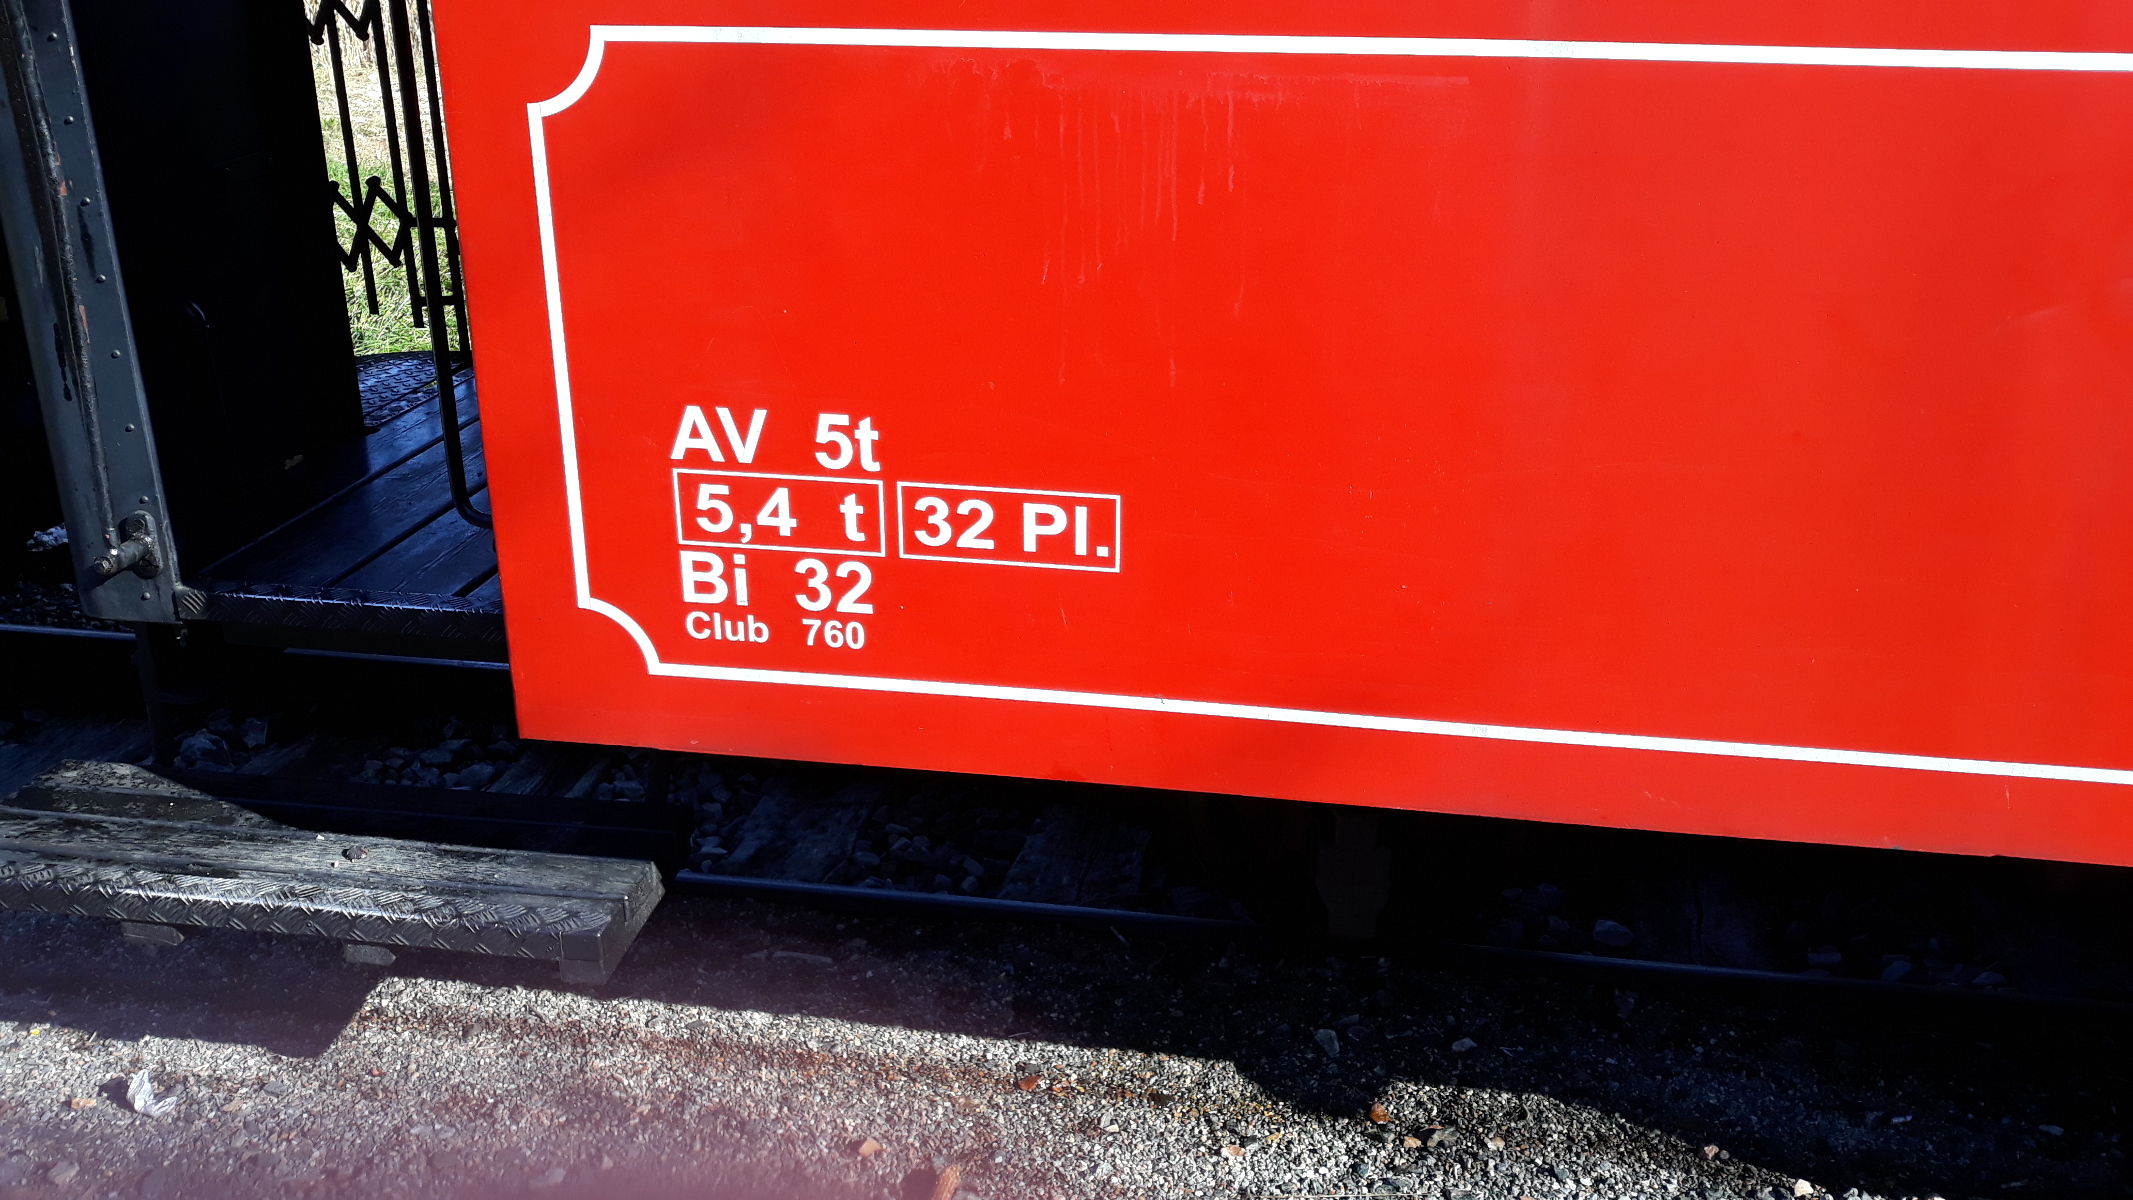 AV 5t
5,4 t 32 Pl.
Bi 32
Club 760